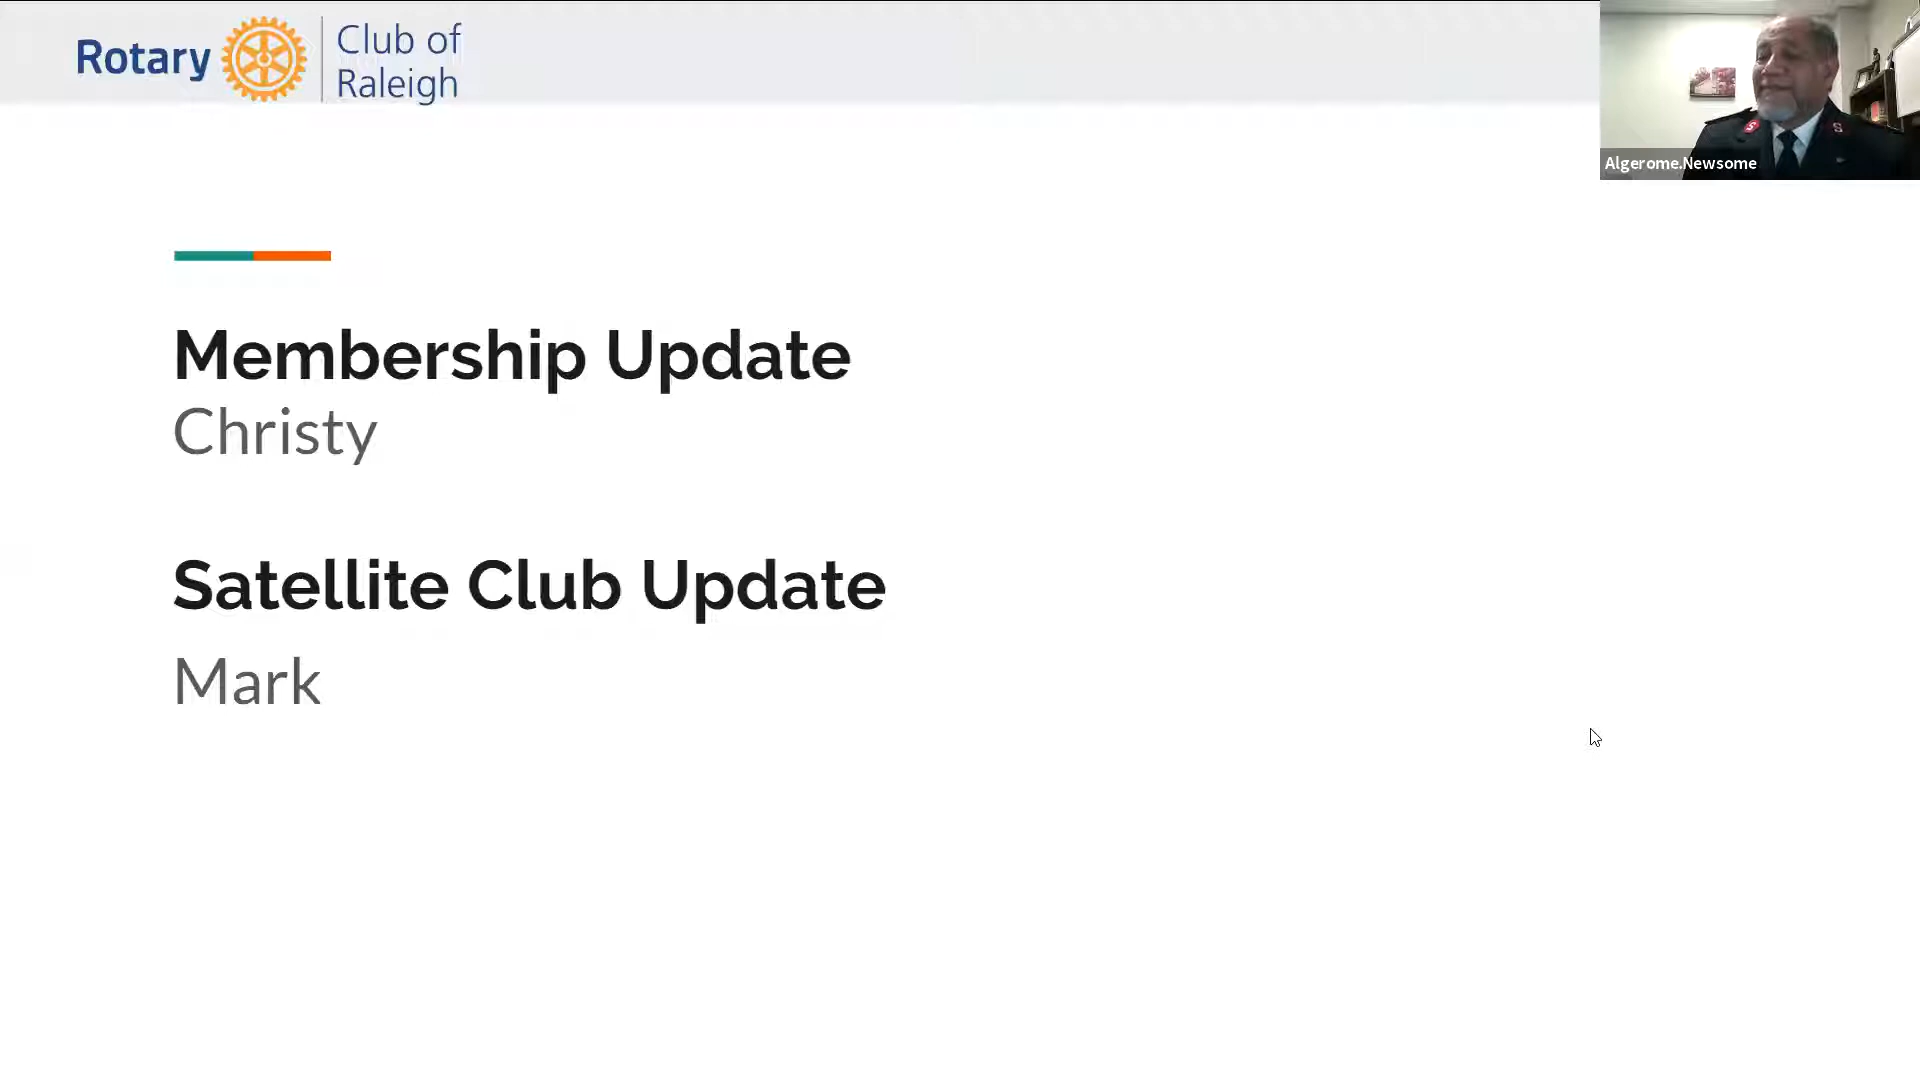 Rotary
Club of
Raleigh
Algerome.Newsome
Membership Update
Christy
Satellite Club Update
Mark